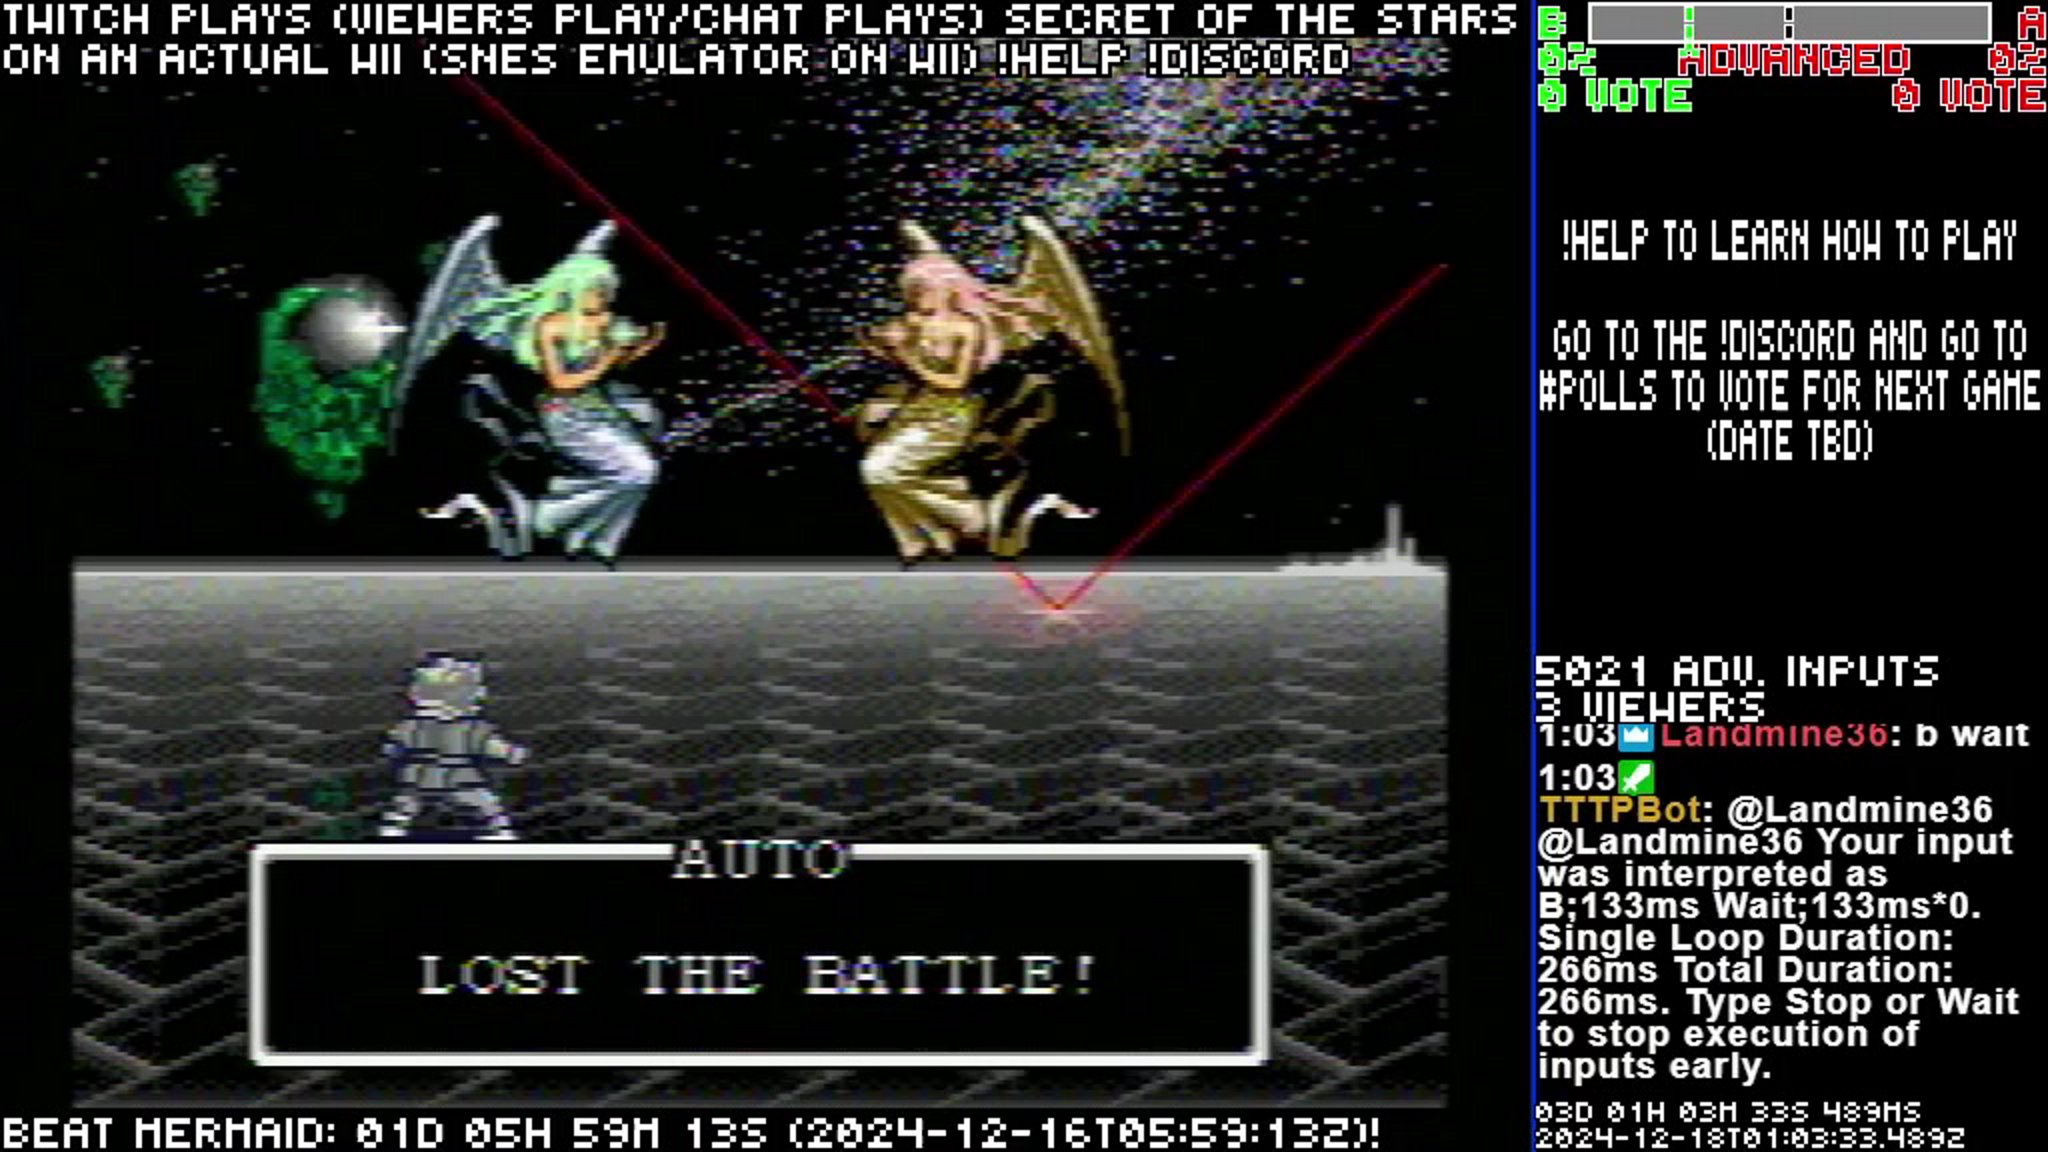 TWITCH PLAYS (VIEWERS PLAY/CHAT PLAYS) SECRET OF THE STARS
ON AN ACTUAL WII (SNES EMULATOR ON WII) !HELP !DISCORD
B A
0% ADVANCED 0%
0 VOTE 0 VOTE
!HELP TO LEARN HOW TO PLAY
GO TO THE !DISCORD AND GO TO
#POLLS TO VOTE FOR NEXT GAME
(DATE TBD)
5021 ADV. INPUTS
3 VIEWERS
1:03 Landmine36: b wait
1:03
TTTPBot: @Landmine36
@Landmine36 Your input
was interpreted as
B;133ms Wait;133ms*0.
Single Loop Duration:
266ms Total Duration:
266ms. Type Stop or Wait
to stop execution of
inputs early.
AUTO
LOST THE BATTLE!
BEAT MERMAID: 01D 05H 59M 13S (2024-12-16T05:59:13Z)!
03D 01H 03M 33S 489MS
2024-12-18T01:03:33.489Z